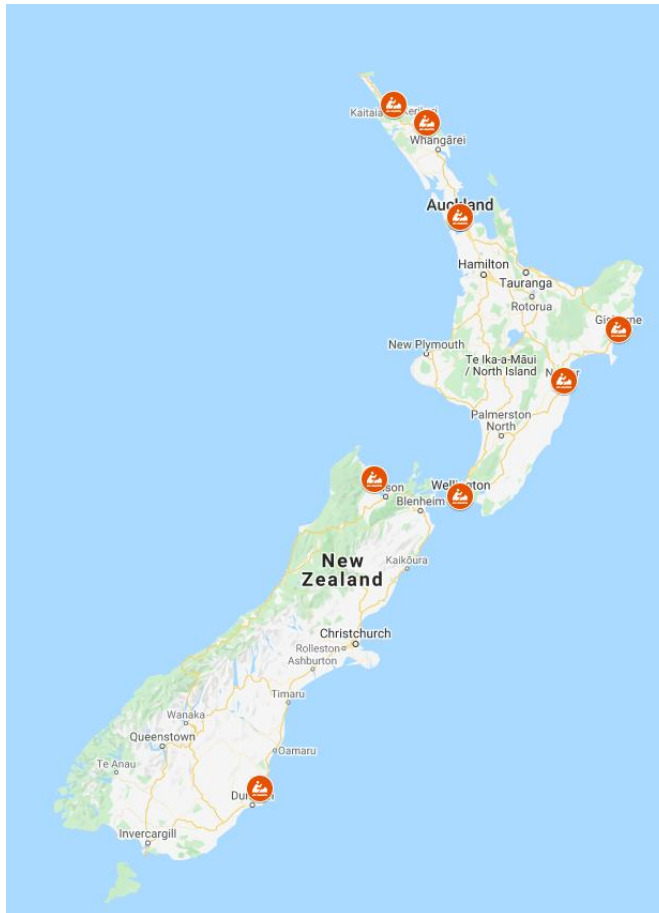 Kaitaia
Whangārei
Auckland
Hamilton
Tauranga
Rotorua
New Plymouth
Te Ika-a-Māui
/ North Island
Palmerston
North
Wellington
Blenheim
New
Zealand
Kaikōura
Christchurch
Rolleston
Ashburton
Timaru
Wanaka
Queenstown
Oamaru
Te Anau
Invercargill